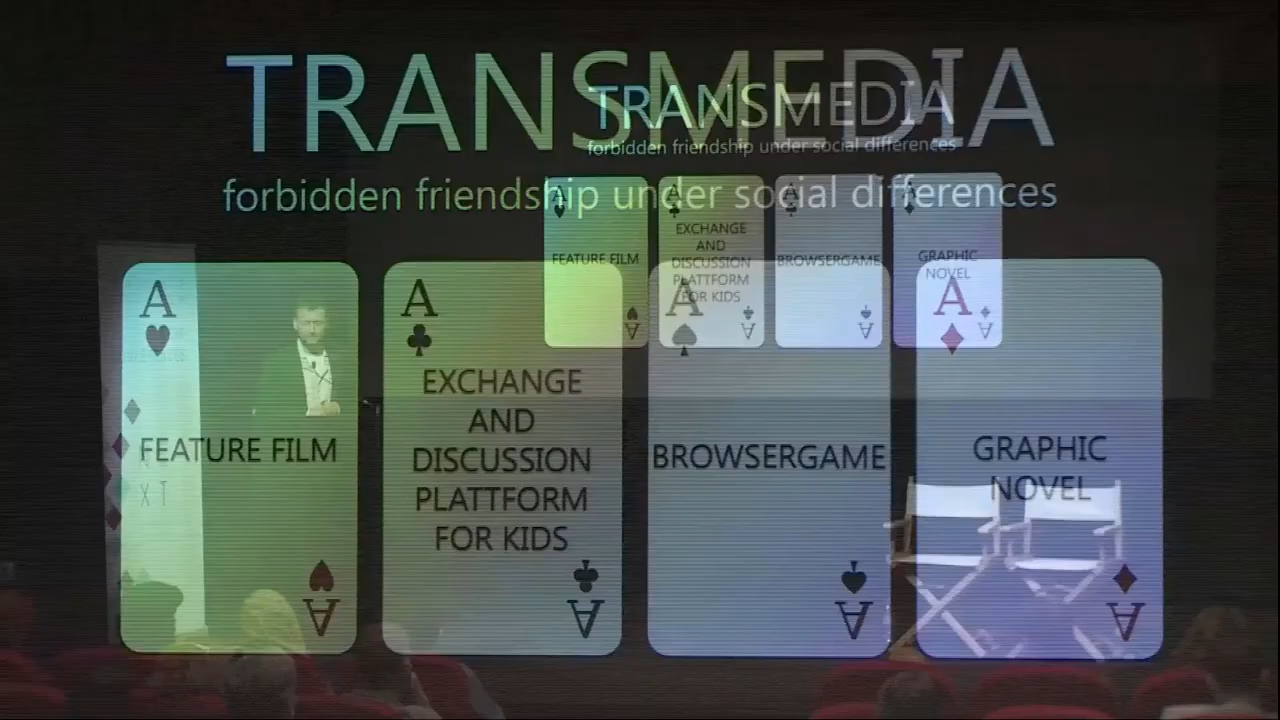 TRANSMEDIA
forbidden friendship under social differences
A
FEATURE FILM
A
A
EXCHANGE
AND
DISCUSSION
PLATTFORM
FOR KIDS
A
A
BROWSERGAME
A
A
GRAPHIC
NOVEL
A
TRANSMEDIA
forbidden friendship under social differences
A
FEATURE FILM
A
A
EXCHANGE
AND
DISCUSSION
PLATTFORM
FOR KIDS
A
A
BROWSERGAME
A
A
GRAPHIC
NOVEL
A
X T